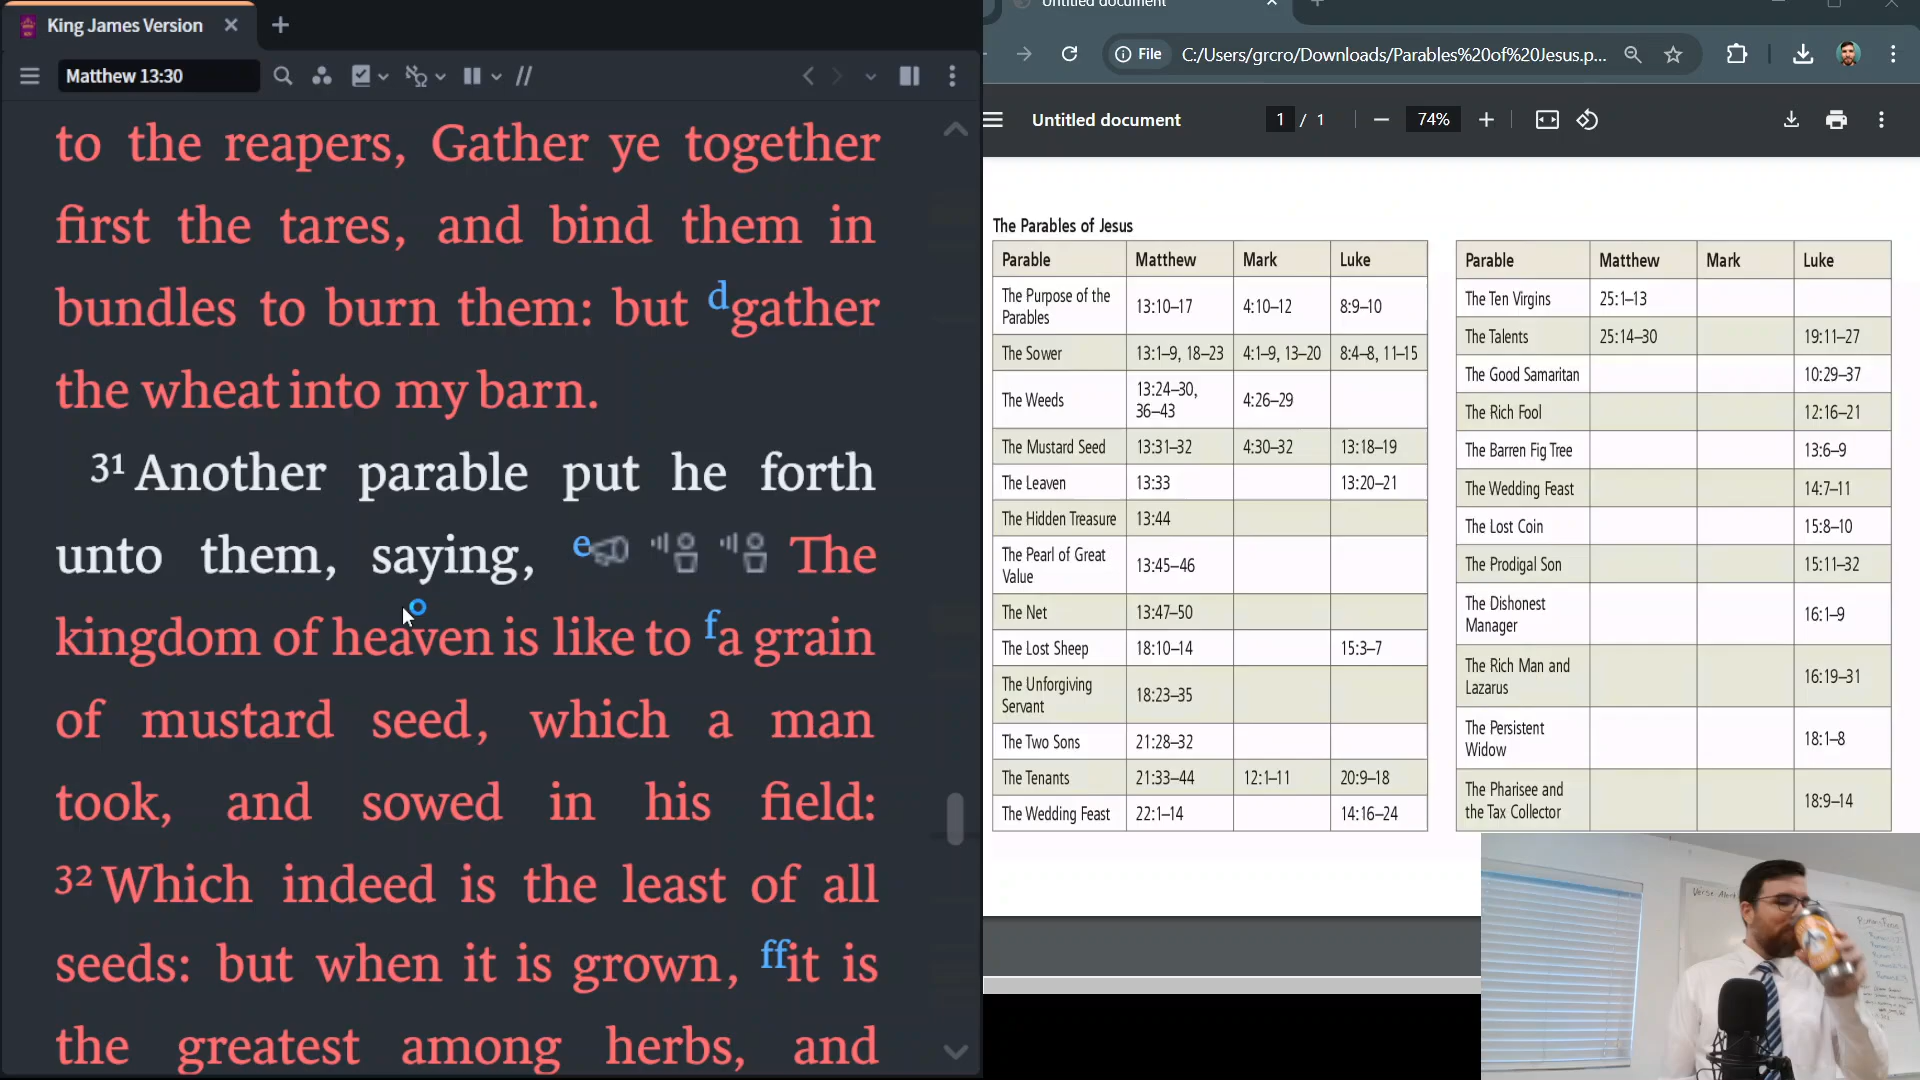 King James Version
Matthew 13:30
to the reapers, Gather ye together
first the tares, and bind them in
bundles to burn them: but dgather
the wheat into my barn.
31 Another parable put he forth
unto them, saying, e The
kingdom of heaven is like to fa grain
of mustard seed, which a man
took, and sowed in his field:
32 Which indeed is the least of all
seeds: but when it is grown, ffit is
the greatest among herbs, and
Untitled document
File C:/Users/grcro/Downloads/Parables%20of%20Jesus.p...
Untitled document 1 / 1 74%
The Parables of Jesus
Parable Matthew Mark Luke
The Purpose of the
Parables 13:10–17 4:10–12 8:9–10
The Sower 13:1–9, 18–23 4:1–9, 13–20 8:4–8, 11–15
The Weeds 13:24–30,
36–43 4:26–29
The Mustard Seed 13:31–32 4:30–32 13:18–19
The Leaven 13:33 13:20–21
The Hidden Treasure 13:44
The Pearl of Great
Value 13:45–46
The Net 13:47–50
The Lost Sheep 18:10–14 15:3–7
The Unforgiving
Servant 18:23–35
The Two Sons 21:28–32
The Tenants 21:33–44 12:1–11 20:9–18
The Wedding Feast 22:1–14 14:16–24
Parable Matthew Mark Luke
The Ten Virgins 25:1–13
The Talents 25:14–30 19:11–27
The Good Samaritan 10:29–37
The Rich Fool 12:16–21
The Barren Fig Tree 13:6–9
The Wedding Feast 14:7–11
The Lost Coin 15:8–10
The Prodigal Son 15:11–32
The Dishonest
Manager 16:1–9
The Rich Man and
Lazarus 16:19–31
The Persistent
Widow 18:1–8
The Pharisee and
the Tax Collector 18:9–14